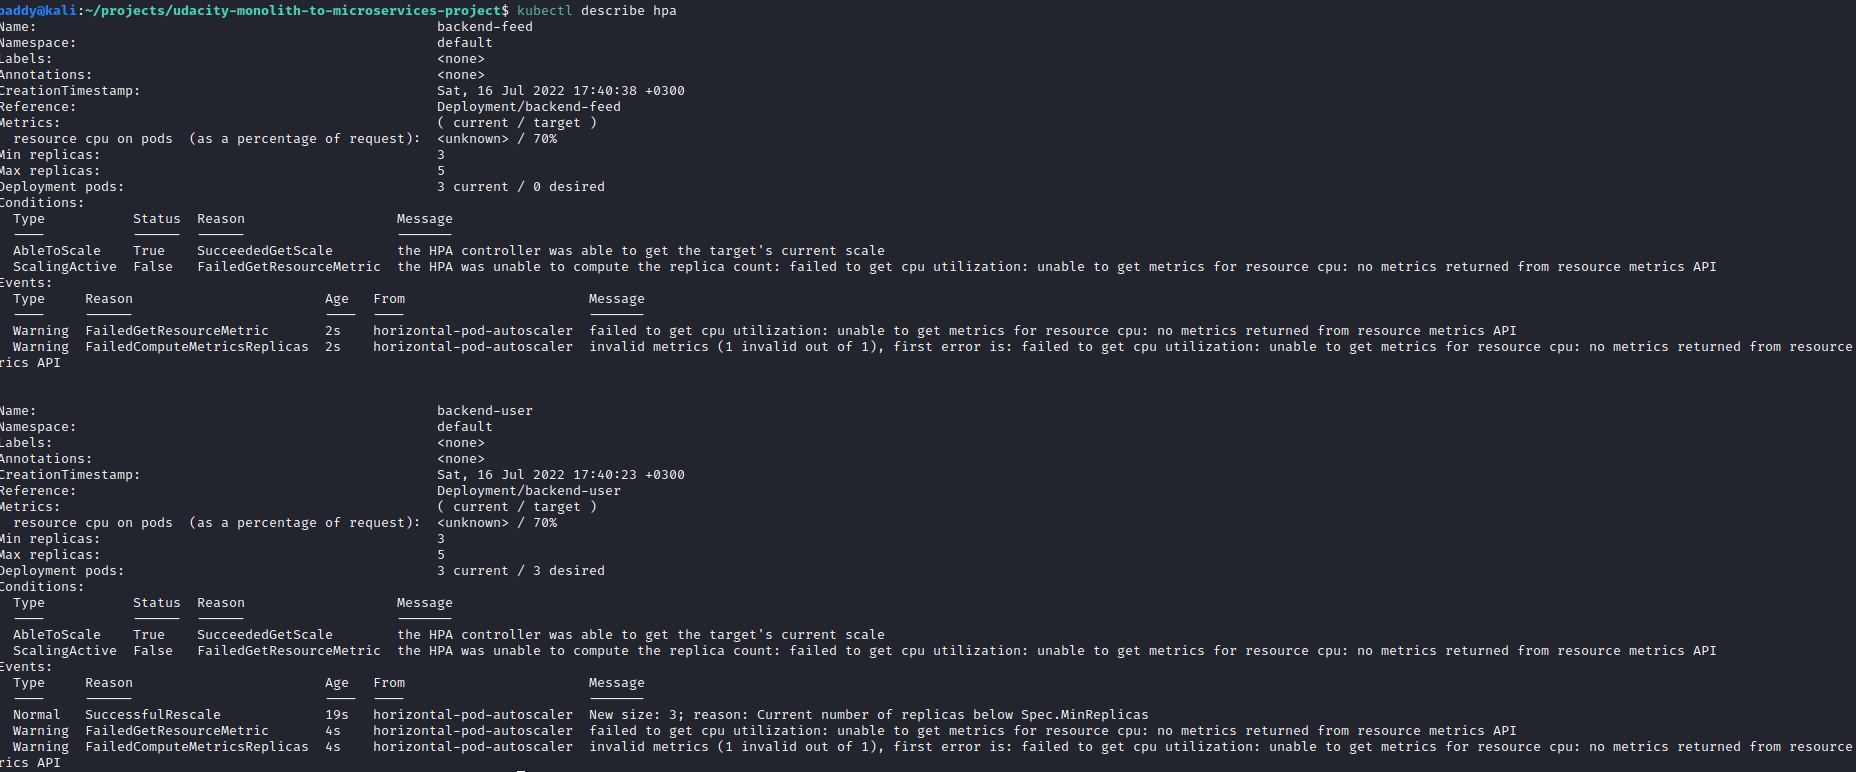 paddy@kali:~/projects/udacity-monolith-to-microservices-project$ kubectl describe hpa
Name: backend-feed
Namespace: default
Labels: <none>
Annotations: <none>
CreationTimestamp: Sat, 16 Jul 2022 17:40:38 +0300
Reference: Deployment/backend-feed
Metrics: ( current / target )
resource cpu on pods (as a percentage of request): <unknown> / 70%
Min replicas: 3
Max replicas: 5
Deployment pods: 3 current / 0 desired
Conditions:
Type Status Reason Message
AbleToScale True SucceededGetScale the HPA controller was able to get the target's current scale
ScalingActive False FailedGetResourceMetric the HPA was unable to compute the replica count: failed to get cpu utilization: unable to get metrics for resource cpu: no metrics returned from resource metrics API
Events:
Type Reason Age From Message
Warning FailedGetResourceMetric 2s horizontal-pod-autoscaler failed to get cpu utilization: unable to get metrics for resource cpu: no metrics returned from resource metrics API
Warning FailedComputeMetricsReplicas 2s horizontal-pod-autoscaler invalid metrics (1 invalid out of 1), first error is: failed to get cpu utilization: unable to get metrics for resource cpu: no metrics returned from resource
rics API
Name: backend-user
Namespace: default
Labels: <none>
Annotations: <none>
CreationTimestamp: Sat, 16 Jul 2022 17:40:23 +0300
Reference: Deployment/backend-user
Metrics: ( current / target )
resource cpu on pods (as a percentage of request): <unknown> / 70%
Min replicas: 3
Max replicas: 5
Deployment pods: 3 current / 3 desired
Conditions:
Type Status Reason Message
AbleToScale True SucceededGetScale the HPA controller was able to get the target's current scale
ScalingActive False FailedGetResourceMetric the HPA was unable to compute the replica count: failed to get cpu utilization: unable to get metrics for resource cpu: no metrics returned from resource metrics API
Events:
Type Reason Age From Message
Normal SuccessfulRescale 19s horizontal-pod-autoscaler New size: 3; reason: Current number of replicas below Spec.MinReplicas
Warning FailedGetResourceMetric 4s horizontal-pod-autoscaler failed to get cpu utilization: unable to get metrics for resource cpu: no metrics returned from resource metrics API
Warning FailedComputeMetricsReplicas 4s horizontal-pod-autoscaler invalid metrics (1 invalid out of 1), first error is: failed to get cpu utilization: unable to get metrics for resource cpu: no metrics returned from resource
rics API